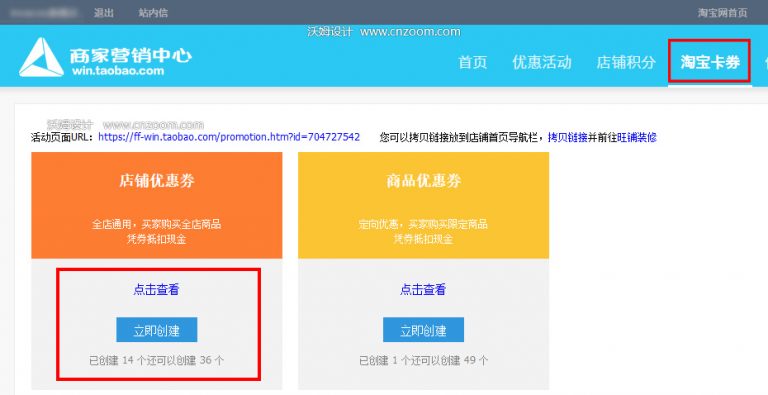 退出 站内信 淘宝网首页
沃姆设计 www.cnzoom.com
商家营销中心
win.taobao.com
首页 优惠活动 店铺积分 淘宝卡券
沃姆设计 www.cnzoom.com
活动页面URL：https://ff-win.taobao.com/promotion.htm?id=704727542 您可以拷贝链接放到店铺首页导航栏，拷贝链接并前往旺铺装修
店铺优惠券
全店通用，买家购买全店商品
凭券抵扣现金
点击查看
立即创建
已创建 14 个还可以创建 36 个
商品优惠券
定向优惠，买家购买限定商品
凭券抵扣现金
点击查看
立即创建
已创建 1 个还可以创建 49 个